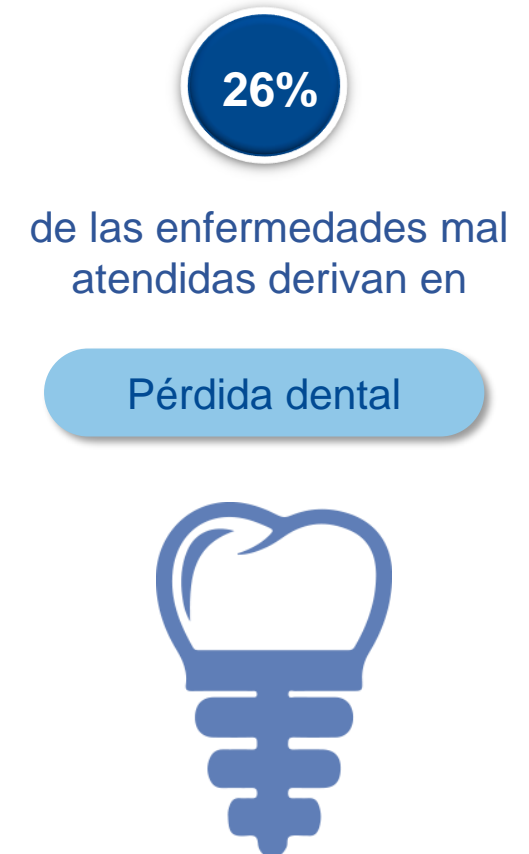 26%
de las enfermedades mal
atendidas derivan en
Pérdida dental